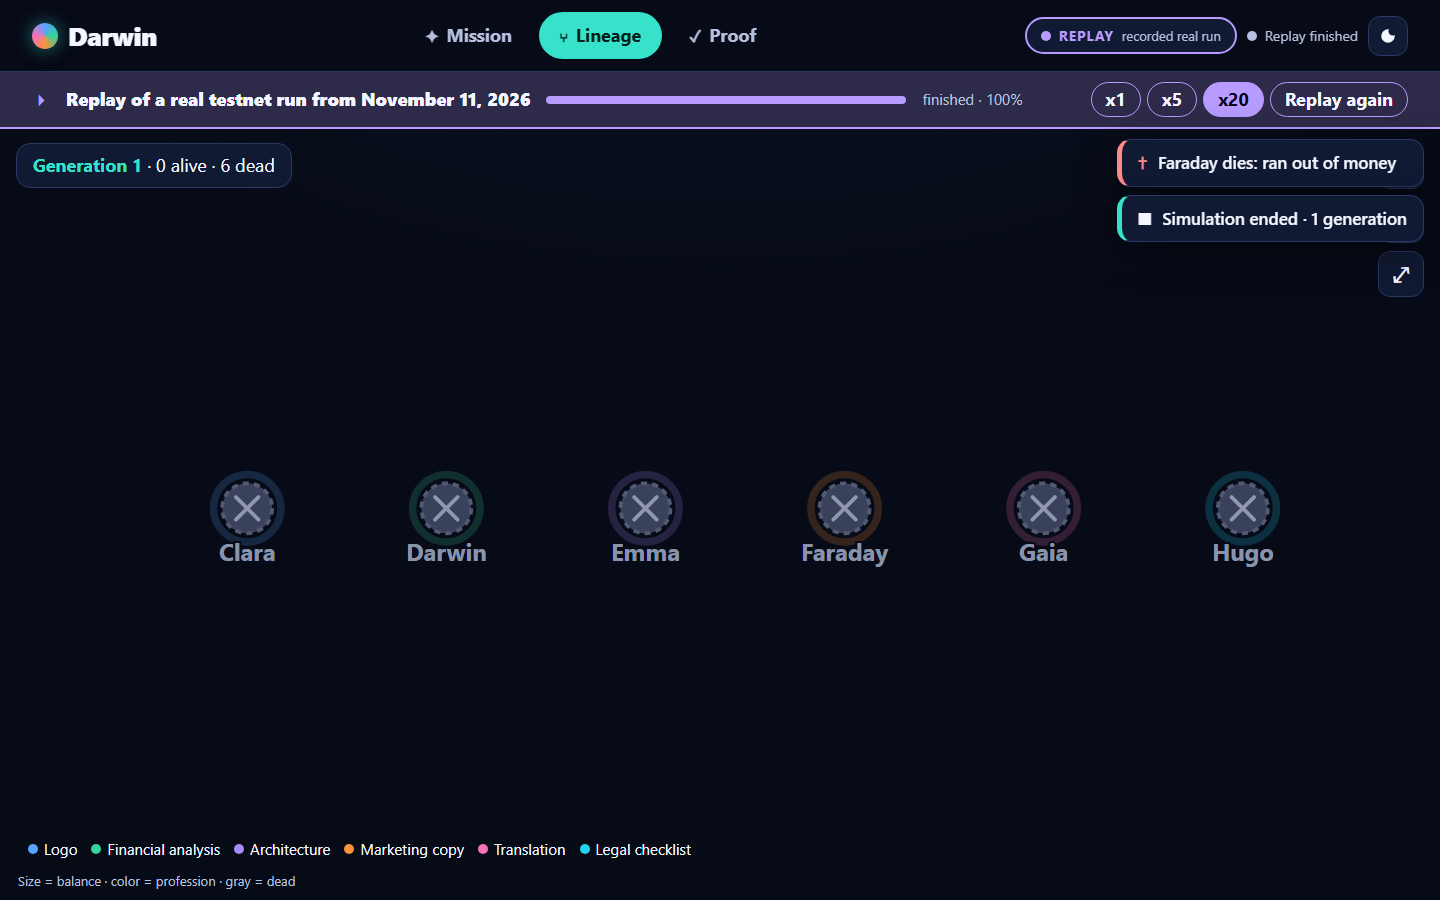 Darwin
Mission
Lineage
Proof
REPLAY recorded real run
Replay finished
Replay of a real testnet run from November 11, 2026
finished · 100%
x1
x5
x20
Replay again
Generation 1 · 0 alive · 6 dead
Faraday dies: ran out of money
Simulation ended · 1 generation
Clara
Darwin
Emma
Faraday
Gaia
Hugo
Logo
Financial analysis
Architecture
Marketing copy
Translation
Legal checklist
Size = balance · color = profession · gray = dead